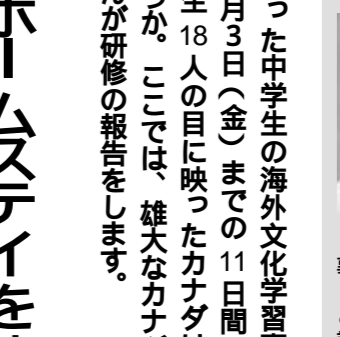 った中学生の海外文化学習
月3日（金）までの11日間
18人の目に映ったカナダ
うか。ここでは、雄大なカナ
んが研修の報告をします。
ホームステイを